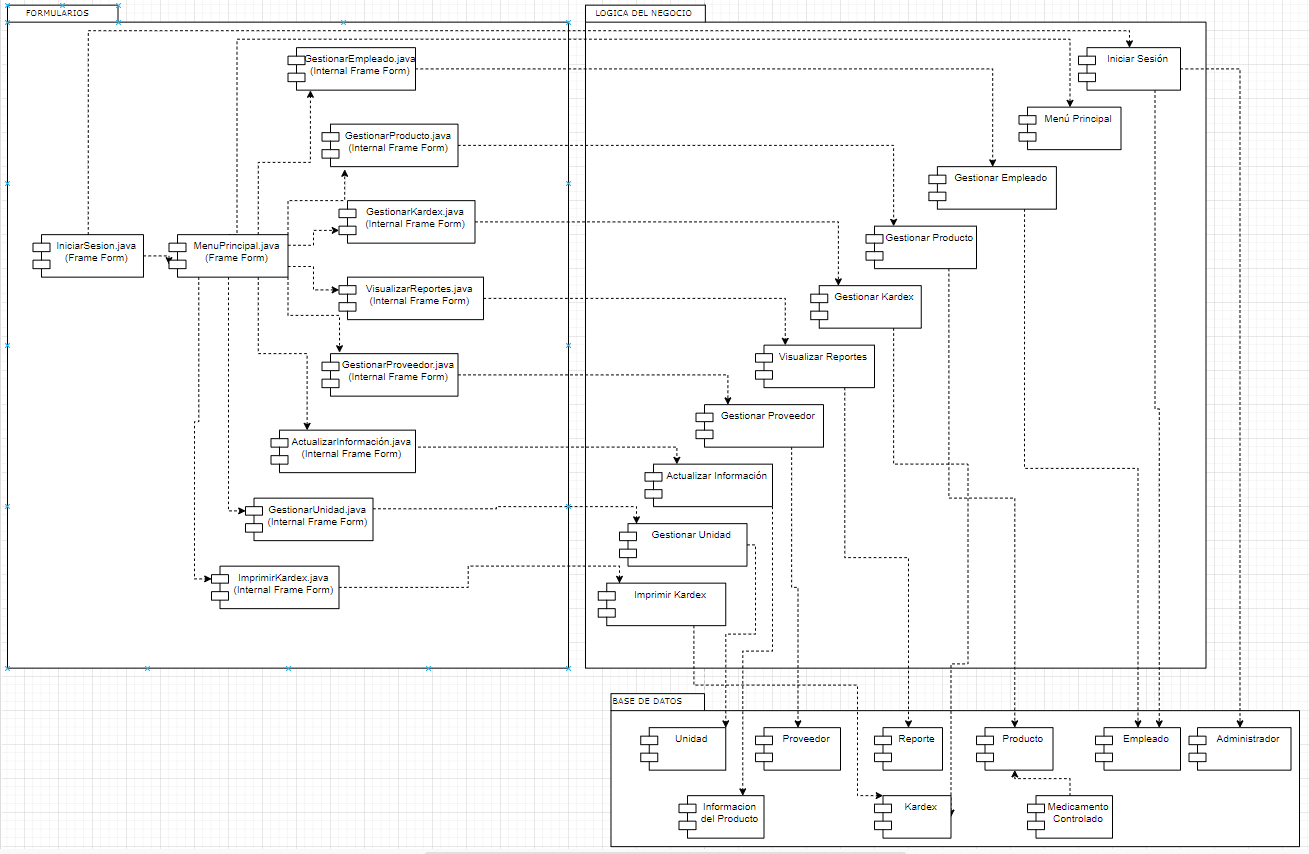 FORMULARIOS
GestionarEmpleado.java
(Internal Frame Form)
GestionarProducto.java
(Internal Frame Form)
GestionarKardex.java
(Internal Frame Form)
IniciarSesion.java
(Frame Form)
MenuPrincipal.java
(Frame Form)
VisualizarReportes.java
(Internal Frame Form)
GestionarProveedor.java
(Internal Frame Form)
ActualizarInformación.java
(Internal Frame Form)
GestionarUnidad.java
(Internal Frame Form)
ImprimirKardex.java
(Internal Frame Form)
LOGICA DEL NEGOCIO
Iniciar Sesión
Menú Principal
Gestionar Empleado
Gestionar Producto
Gestionar Kardex
Visualizar Reportes
Gestionar Proveedor
Actualizar Información
Gestionar Unidad
Imprimir Kardex
BASE DE DATOS
Unidad
Proveedor
Reporte
Producto
Empleado
Administrador
Informacion
del Producto
Kardex
Medicamento
Controlado